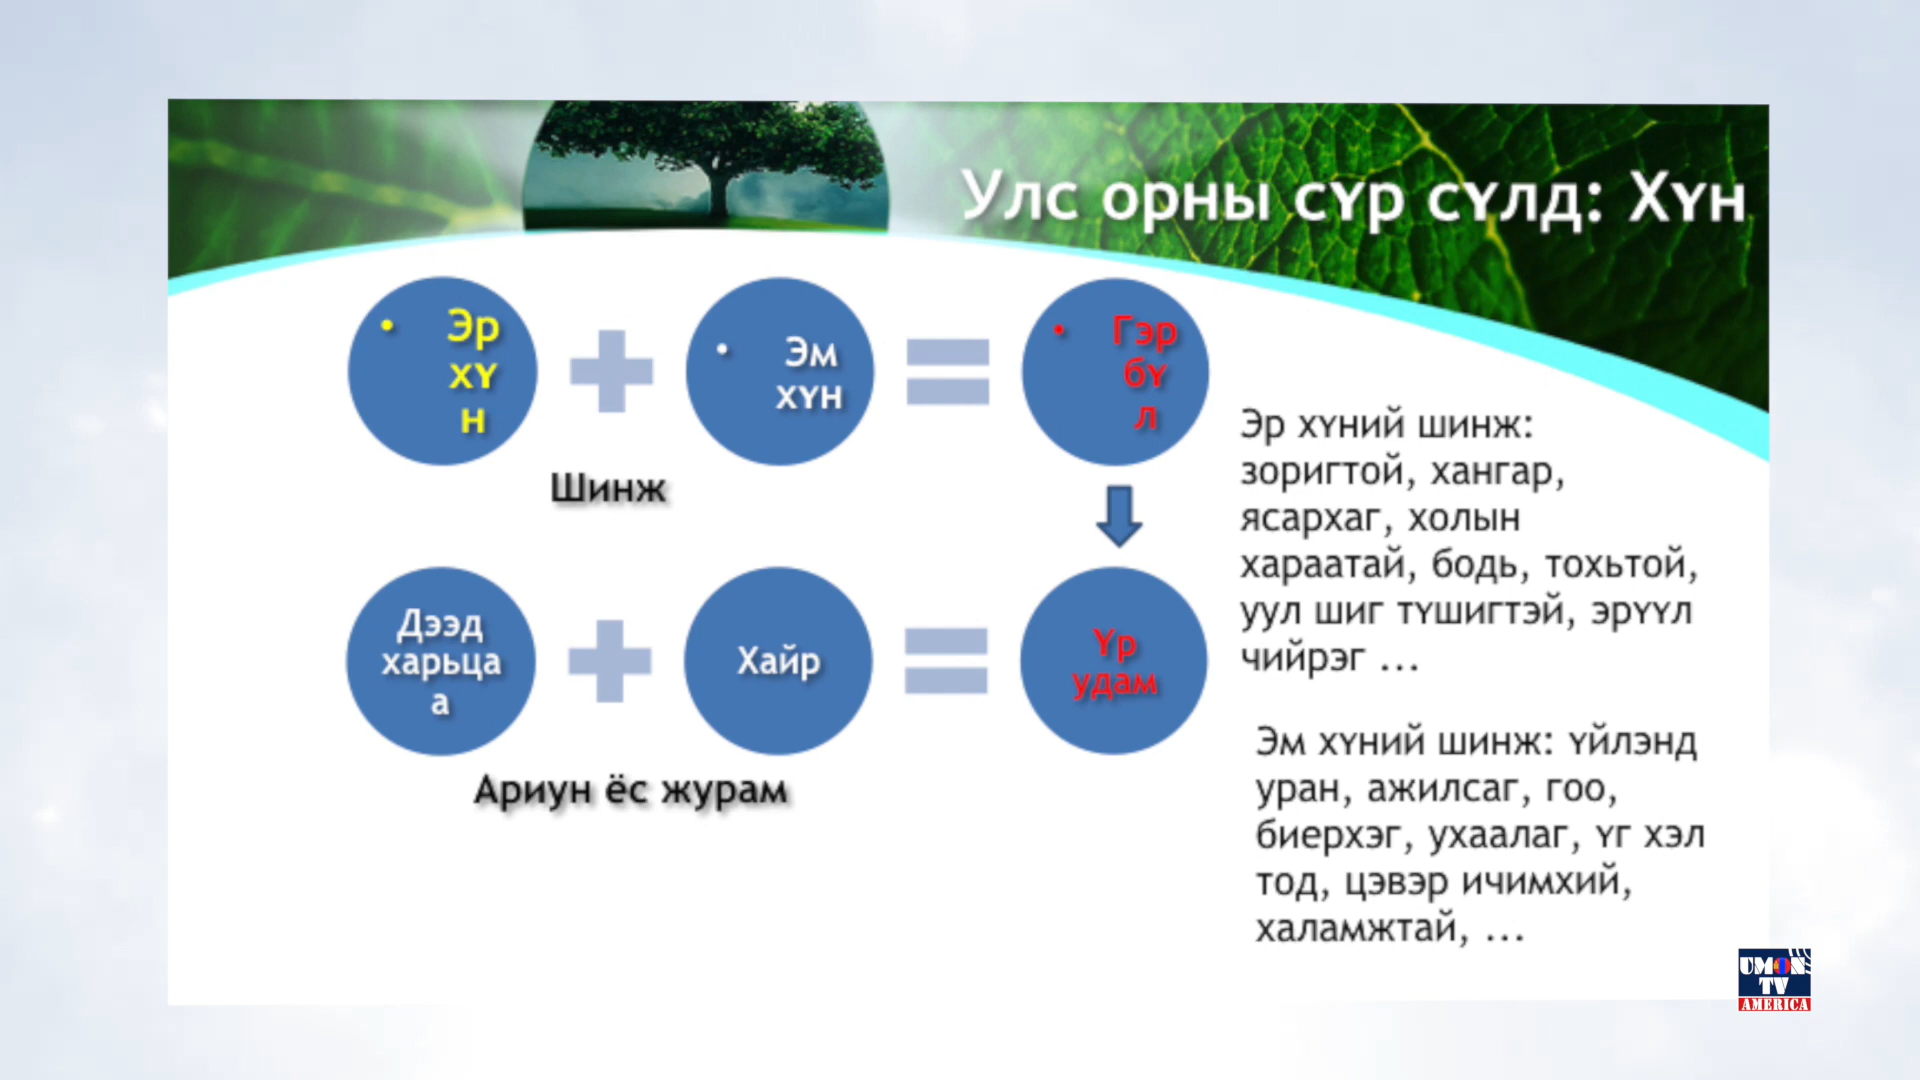 Улс орны сүр сүлд: Хүн
• Эр
хү
н
• Эм
хүн
• Гэр
бү
л
Шинж
Дээд
харьца
а
Хайр
Үр
удам
Ариун ёс журам
Эр хүний шинж:
зоригтой, хангар,
ясархаг, холын
хараатай, бодь, тохьтой,
уул шиг түшигтэй, эрүүл
чийрэг ...
Эм хүний шинж: үйлэнд
уран, ажилсаг, гоо,
биерхэг, ухаалаг, үг хэл
тод, цэвэр ичимхий,
халамжтай, ...
UMON
TV
AMERICA